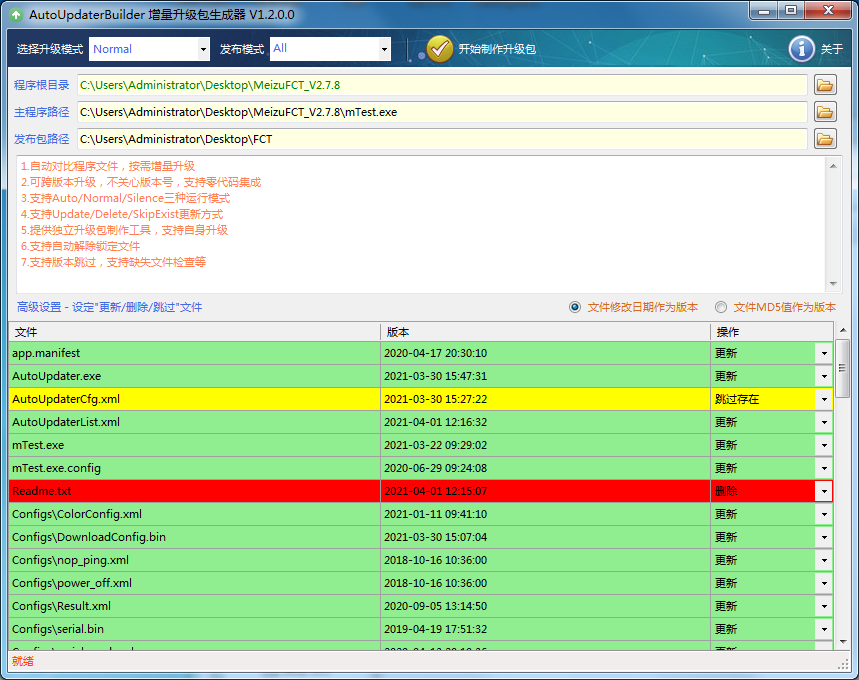 AutoUpdaterBuilder 增量升级包生成器 V1.2.0.0
选择升级模式 Normal 发布模式 All 开始制作升级包 关于
程序根目录 C:\Users\Administrator\Desktop\MeizuFCT_V2.7.8
主程序路径 C:\Users\Administrator\Desktop\MeizuFCT_V2.7.8\mTest.exe
发布包路径 C:\Users\Administrator\Desktop\FCT
1.自动对比程序文件，按需增量升级
2.可跨版本升级，不关心版本号，支持零代码集成
3.支持Auto/Normal/Silence三种运行模式
4.支持Update/Delete/SkipExist更新方式
5.提供独立升级包制作工具，支持自身升级
6.支持自动解除锁定文件
7.支持版本跳过，支持缺失文件检查等
高级设置 - 设定"更新/删除/跳过"文件 文件修改日期作为版本 文件MD5值作为版本
文件 版本 操作
app.manifest 2020-04-17 20:30:10 更新
AutoUpdater.exe 2021-03-30 15:47:31 更新
AutoUpdaterCfg.xml 2021-03-30 15:27:22 跳过存在
AutoUpdaterList.xml 2021-04-01 12:16:32 更新
mTest.exe 2021-03-22 09:29:02 更新
mTest.exe.config 2020-06-29 09:24:08 更新
Readme.txt 2021-04-01 12:15:07 删除
Configs\ColorConfig.xml 2021-01-11 09:41:10 更新
Configs\DownloadConfig.bin 2021-03-30 15:07:04 更新
Configs\nop_ping.xml 2018-10-16 10:36:00 更新
Configs\power_off.xml 2018-10-16 10:36:00 更新
Configs\Result.xml 2020-09-05 13:14:50 更新
Configs\serial.bin 2019-04-19 17:51:32 更新
就绪